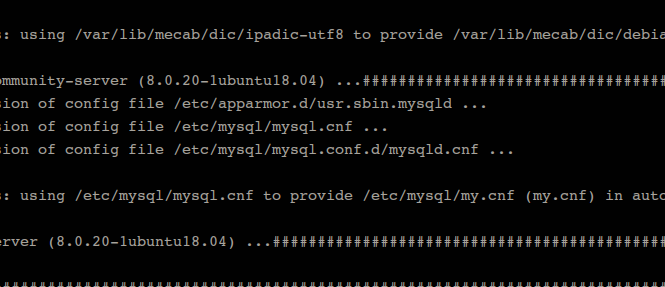 s: using /var/lib/mecab/dic/ipadic-utf8 to provide /var/lib/mecab/dic/debia
ommunity-server (8.0.20-1ubuntu18.04) ...##################################
sion of config file /etc/apparmor.d/usr.sbin.mysqld ...
sion of config file /etc/mysql/mysql.cnf ...
sion of config file /etc/mysql/mysql.conf.d/mysqld.cnf ...
s: using /etc/mysql/mysql.cnf to provide /etc/mysql/my.cnf (my.cnf) in auto
erver (8.0.20-1ubuntu18.04) ...############################################
##########################################################################